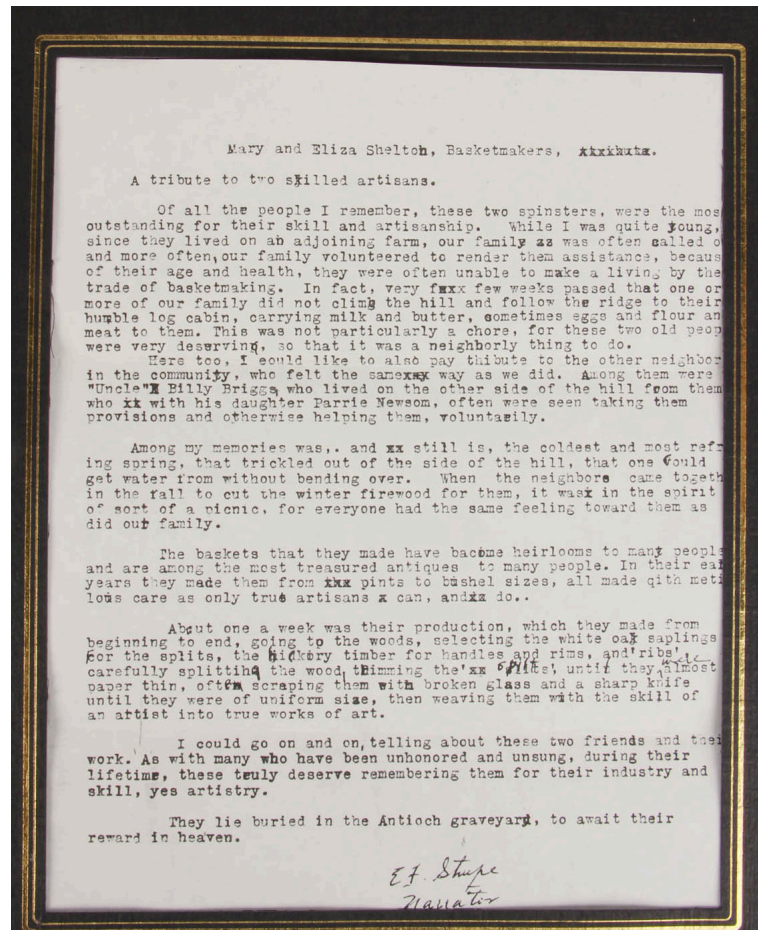 Mary and Eliza Shelton, Basketmakers, xxxxxxxx.
A tribute to two skilled artisans.
Of all the people I remember, these two spinsters, were the mos
outstanding for their skill and artisanship. While I was quite young,
since they lived on ab adjoining farm, our family as was often called o
and more often, our family volunteered to render them assistance, becaus
of their age and health, they were often unable to make a living by the
trade of basketmaking. In fact, very fxxx few weeks passed that one or
more of our family did not climb the hill and follow the ridge to their
humble log cabin, carrying milk and butter, sometimes eggs and flour an
meat to them. This was not particularly a chore, for these two old peop
were very deserving, so that it was a neighborly thing to do.
Here too, I would like to also pay thibute to the other neighbor
in the community, who felt the samexxx way as we did. Among them were
"Uncle"X Billy Briggs, who lived on the other side of the hill from them
who xx with his daughter Parrie Newsom, often were seen taking them
provisions and otherwise helping them, voluntarily.
Among my memories was,. and xx still is, the coldest and most refr
ing spring, that trickled out of the side of the hill, that one could
get water from without bending over. When the neighbors came togeth
in the fall to cut the winter firewood for them, it wasx in the spirit
of sort of a picnic, for everyone had the same feeling toward them as
did our family.
The baskets that they made have bacome heirlooms to many people
and are among the most treasured antiques to many people. In their ear
years they made them from xxx pints to bushel sizes, all made qith meti
lous care as only true artisans x can, andxx do..
About one a week was their production, which they made from
beginning to end, going to the woods, selecting the white oak saplings
for the splits, the hickory timber for handles and rims, and'ribs'
carefully splitting the wood, thimming the'xx splits', until they were almost
paper thin, often scraping them with broken glass and a sharp knife
until they were of uniform size, then weaving them with the skill of
an artist into true works of art.
I could go on and on, telling about these two friends and thei
work. As with many who have been unhonored and unsung, during their
lifetime, these truly deserve remembering them for their industry and
skill, yes artistry.
They lie buried in the Antioch graveyard, to await their
reward in heaven.
E.F. Shupe
Narrator